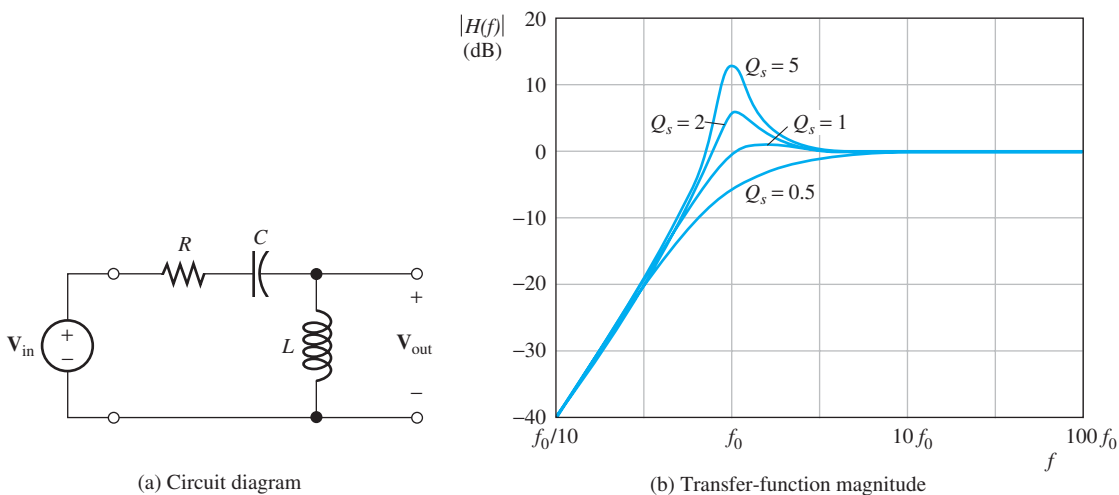 R
C
L
V_in
+
−
+
V_out
−
(a) Circuit diagram
|H(f)|
(dB)
20
10
0
−10
−20
−30
−40
Q_s = 5
Q_s = 2
Q_s = 1
Q_s = 0.5
f_0/10
f_0
10 f_0
100 f_0
f
(b) Transfer-function magnitude